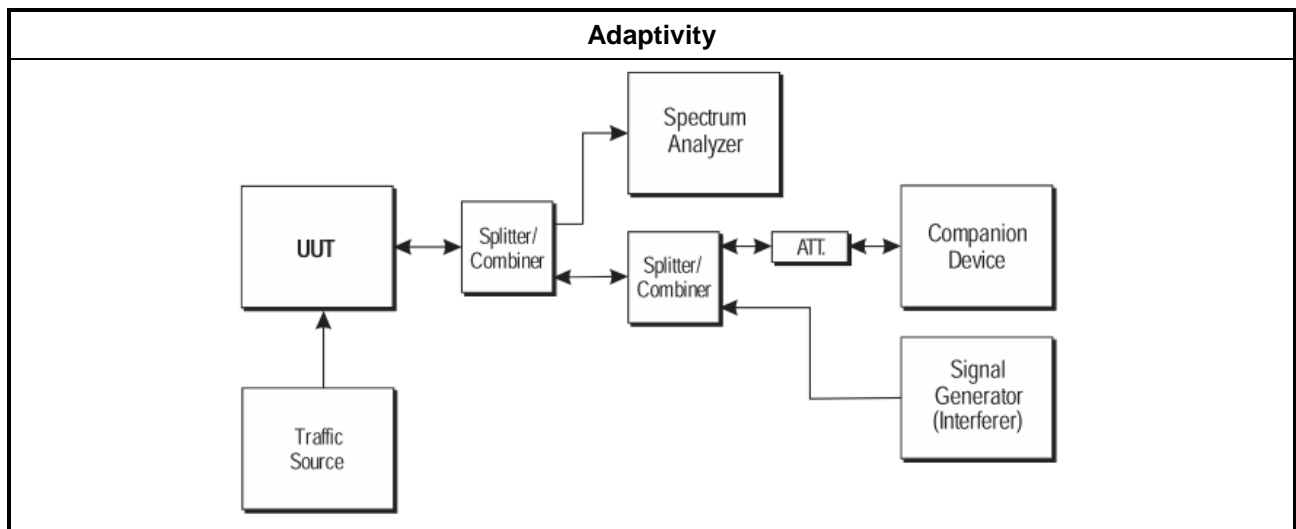 Adaptivity
Spectrum
Analyzer
UUT
Splitter/
Combiner
Splitter/
Combiner
ATT.
Companion
Device
Traffic
Source
Signal
Generator
(Interferer)